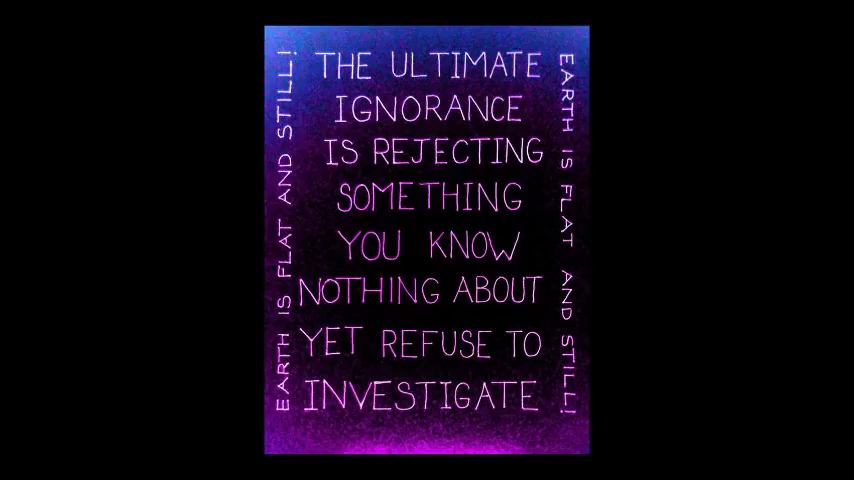 THE ULTIMATE
IGNORANCE
IS REJECTING
SOMETHING
YOU KNOW
NOTHING ABOUT
YET REFUSE TO
INVESTIGATE
EARTH IS FLAT AND STILL!
EARTH IS FLAT AND STILL!